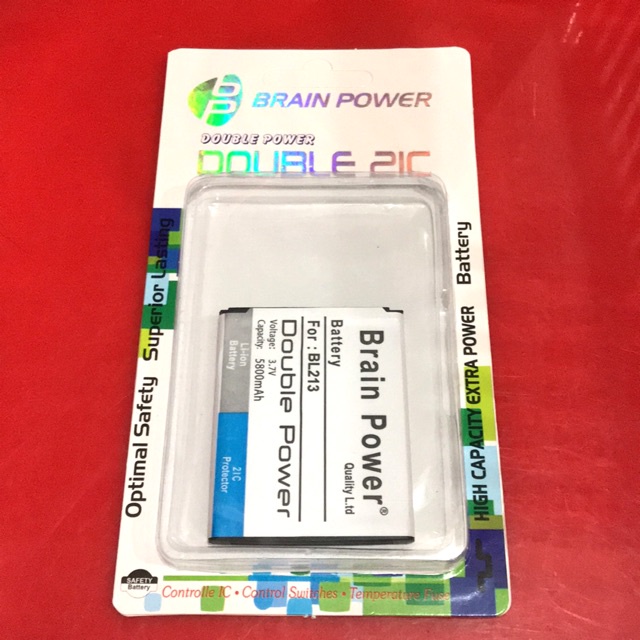 BRAIN POWER
DOUBLE POWER
DOUBLE 2IC
Optimal Safety Superior Lasting
HIGH CAPACITY EXTRA POWER Battery
Brain Power®
Quality L.td
Battery
For : BL213
Double Power
Voltage: 3.7V
Capacity: 5800mAh
Li-Ion
Battery
2IC
Protector
SAFETY
Battery
Controlle IC • Control Switches • Temperature Fuse